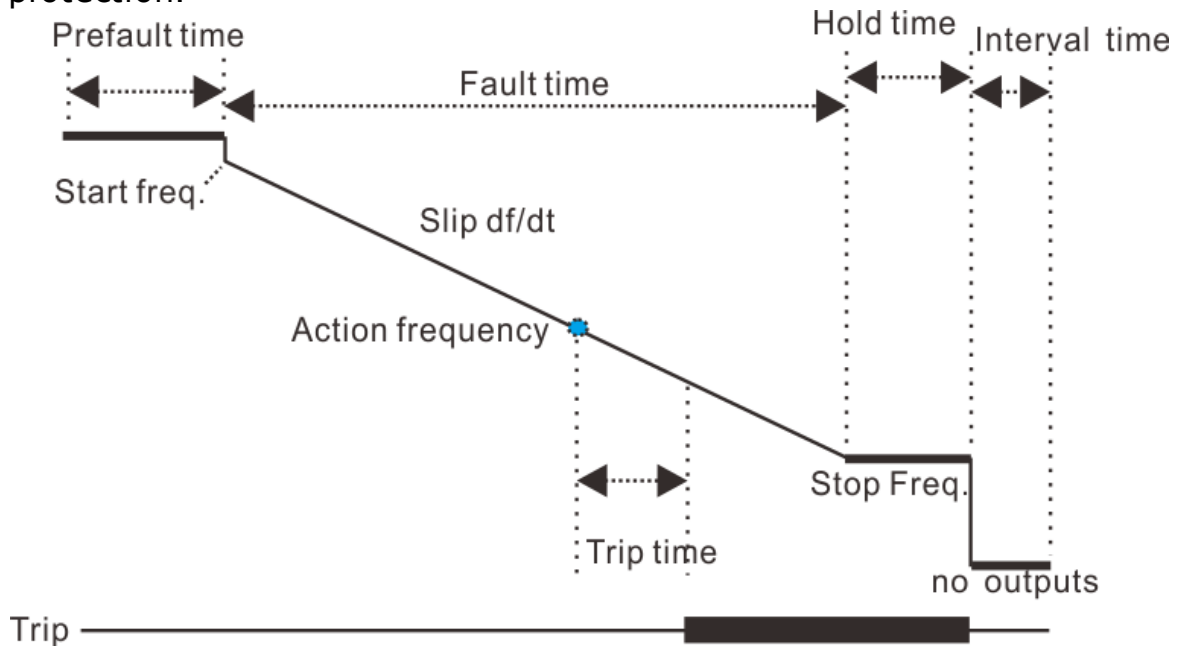 protection.
Prefault time
Hold time
Interval time
Fault time
Start freq.
Slip df/dt
Action frequency
Stop Freq.
Trip time
no outputs
Trip